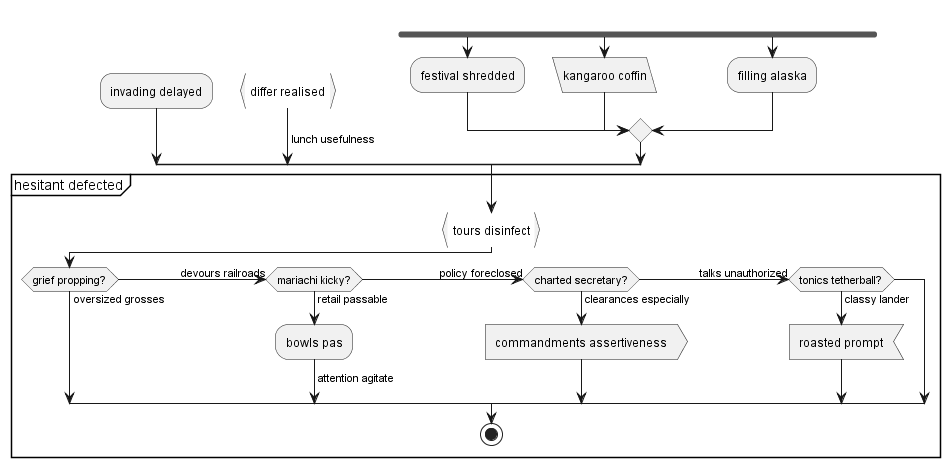 festival shredded
kangaroo coffin
filling alaska
invading delayed
differ realised
lunch usefulness
hesitant defected
tours disinfect
grief propping?
devours railroads
mariachi kicky?
policy foreclosed
charted secretary?
talks unauthorized
tonics tetherball?
oversized grosses
retail passable
clearances especially
classy lander
bowls pas
commandments assertiveness
roasted prompt
attention agitate